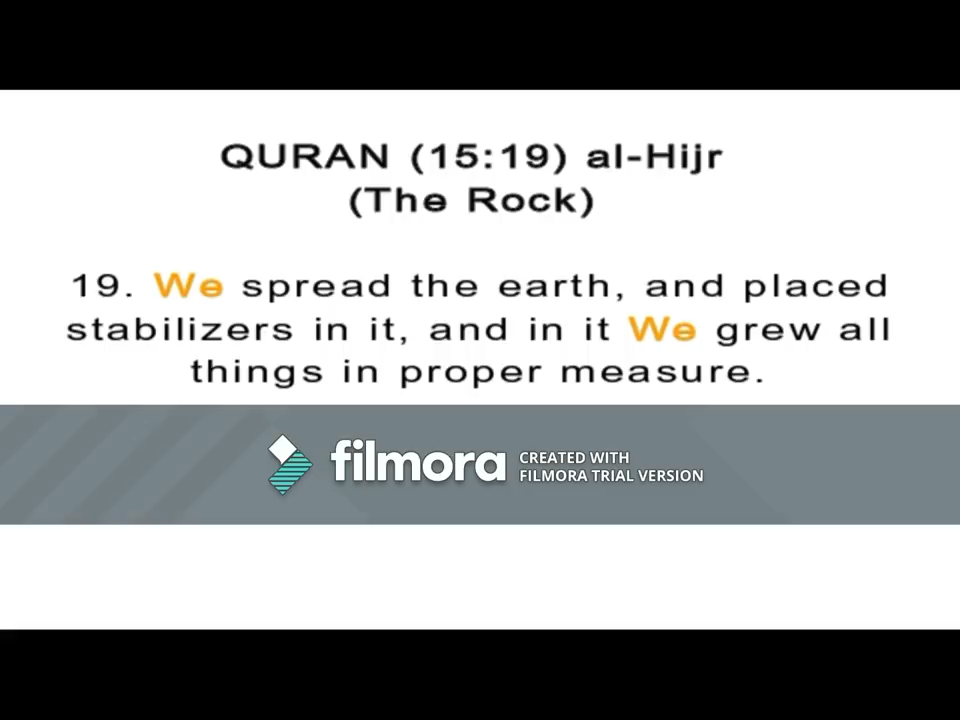 QURAN (15:19) al-Hijr
(The Rock)
19. We spread the earth, and placed
stabilizers in it, and in it We grew all
things in proper measure.
filmora
CREATED WITH
FILMORA TRIAL VERSION